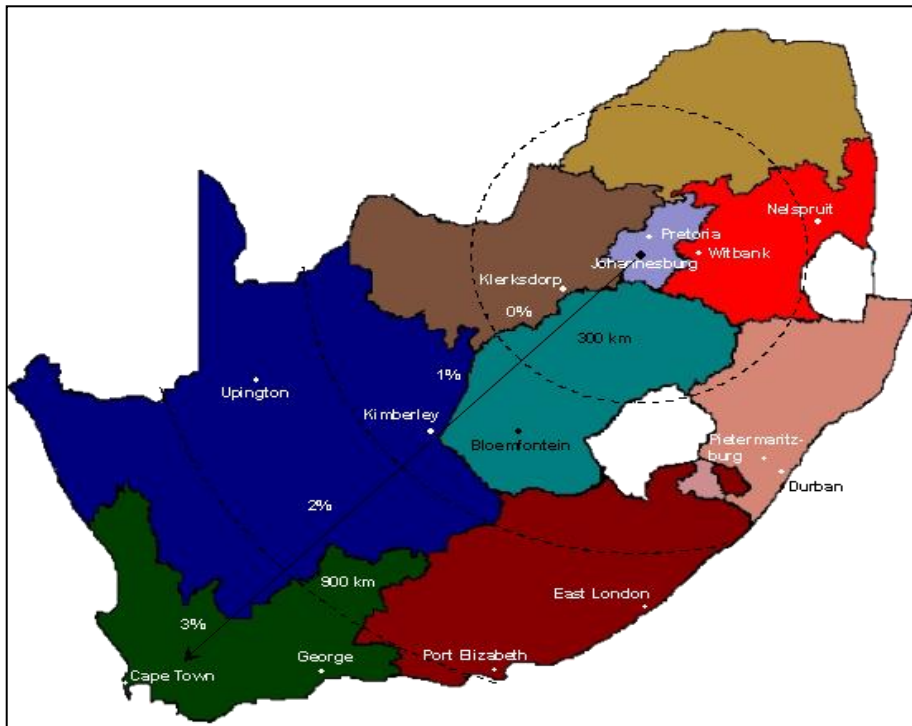 Nelspruit
Pretoria
Witbank
Johannesburg
Klerksdorp
0%
300 km
1%
Upington
Kimberley
Bloemfontein
Pietermaritz-
burg
Durban
2%
900 km
East London
3%
George
Port Elizabeth
Cape Town